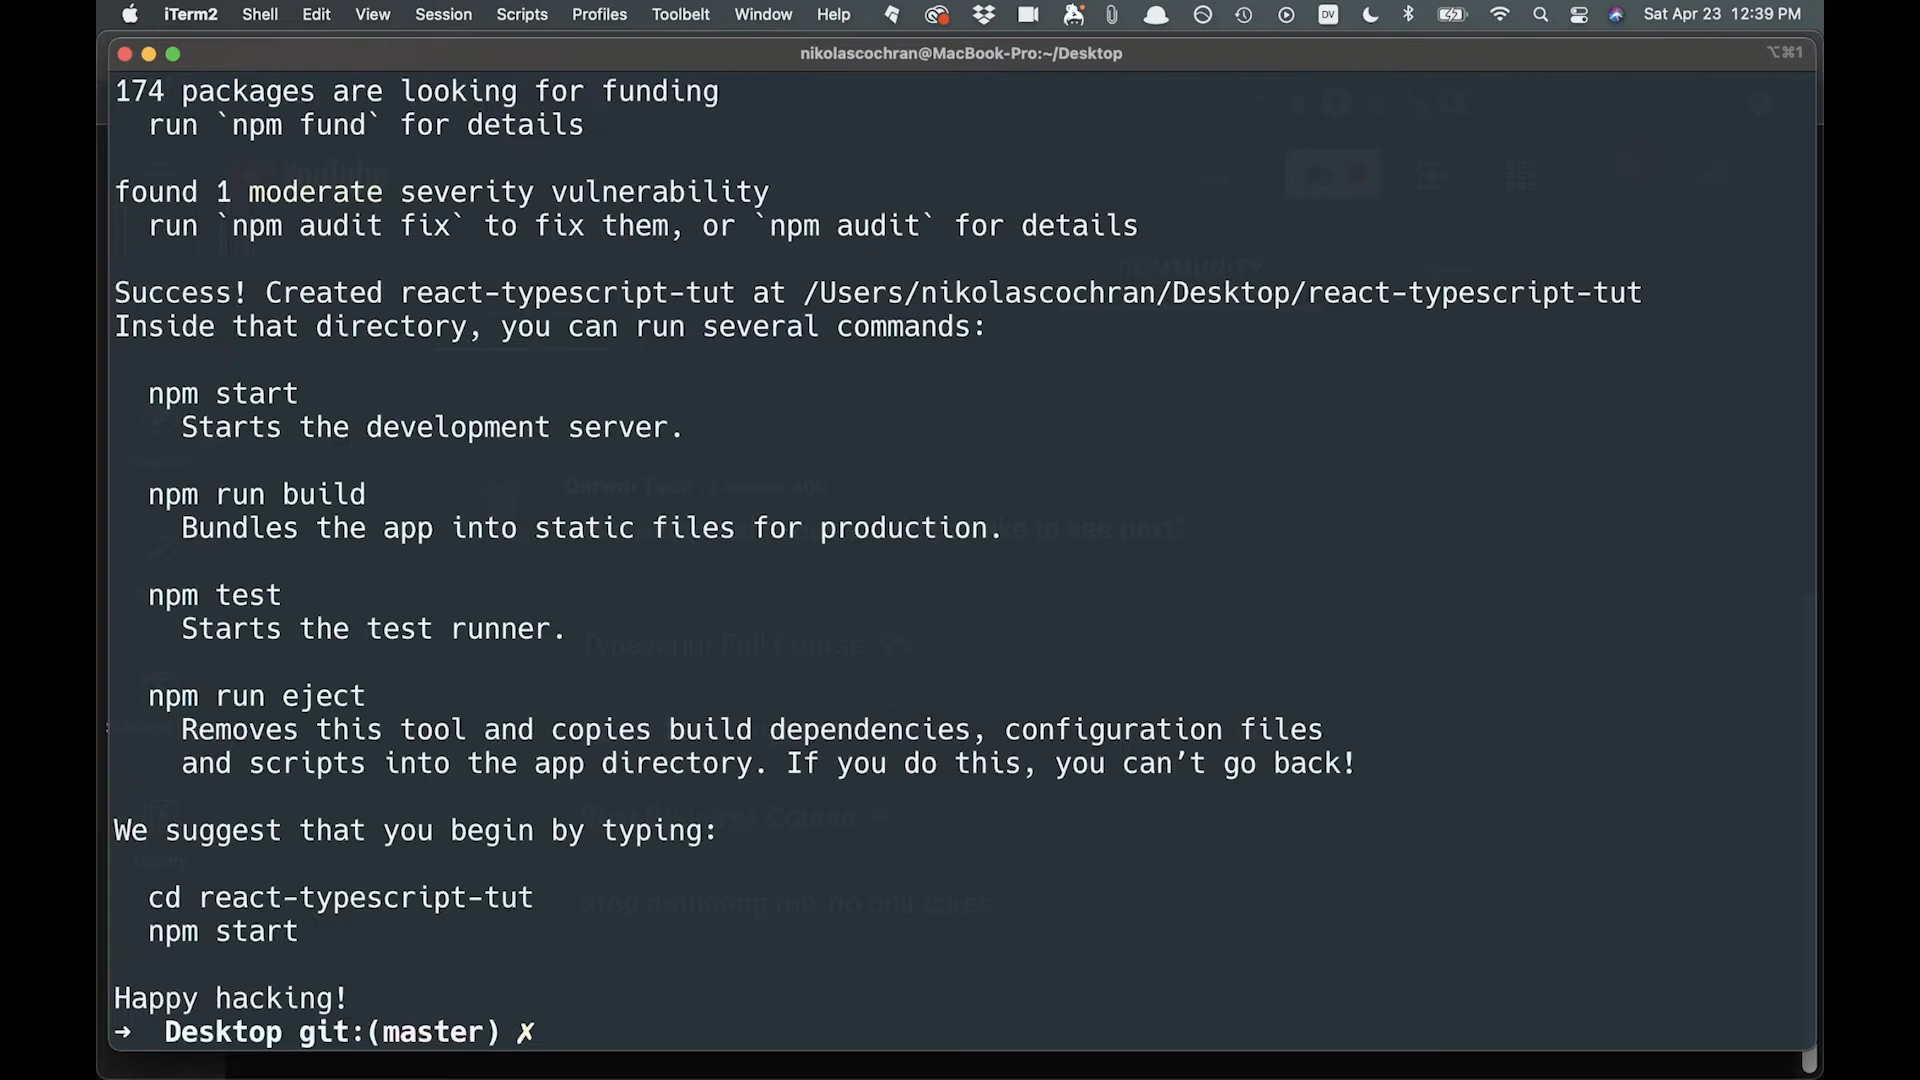 iTerm2 Shell Edit View Session Scripts Profiles Toolbelt Window Help DV Sat Apr 23 12:39 PM
nikolascochran@MacBook-Pro:~/Desktop ⌥⌘1
174 packages are looking for funding
run `npm fund` for details
found 1 moderate severity vulnerability
run `npm audit fix` to fix them, or `npm audit` for details
Success! Created react-typescript-tut at /Users/nikolascochran/Desktop/react-typescript-tut
Inside that directory, you can run several commands:
npm start
Starts the development server.
npm run build
Bundles the app into static files for production.
npm test
Starts the test runner.
npm run eject
Removes this tool and copies build dependencies, configuration files
and scripts into the app directory. If you do this, you can’t go back!
We suggest that you begin by typing:
cd react-typescript-tut
npm start
Happy hacking!
➜ Desktop git:(master) ✗